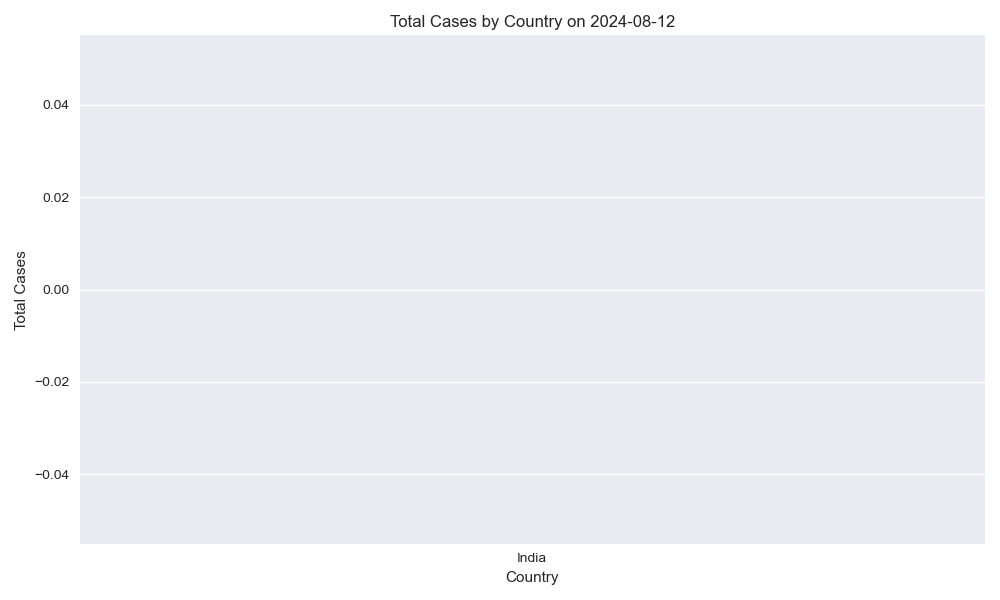 Total Cases by Country on 2024-08-12
0.04
0.02
0.00
−0.02
−0.04
Total Cases
India
Country